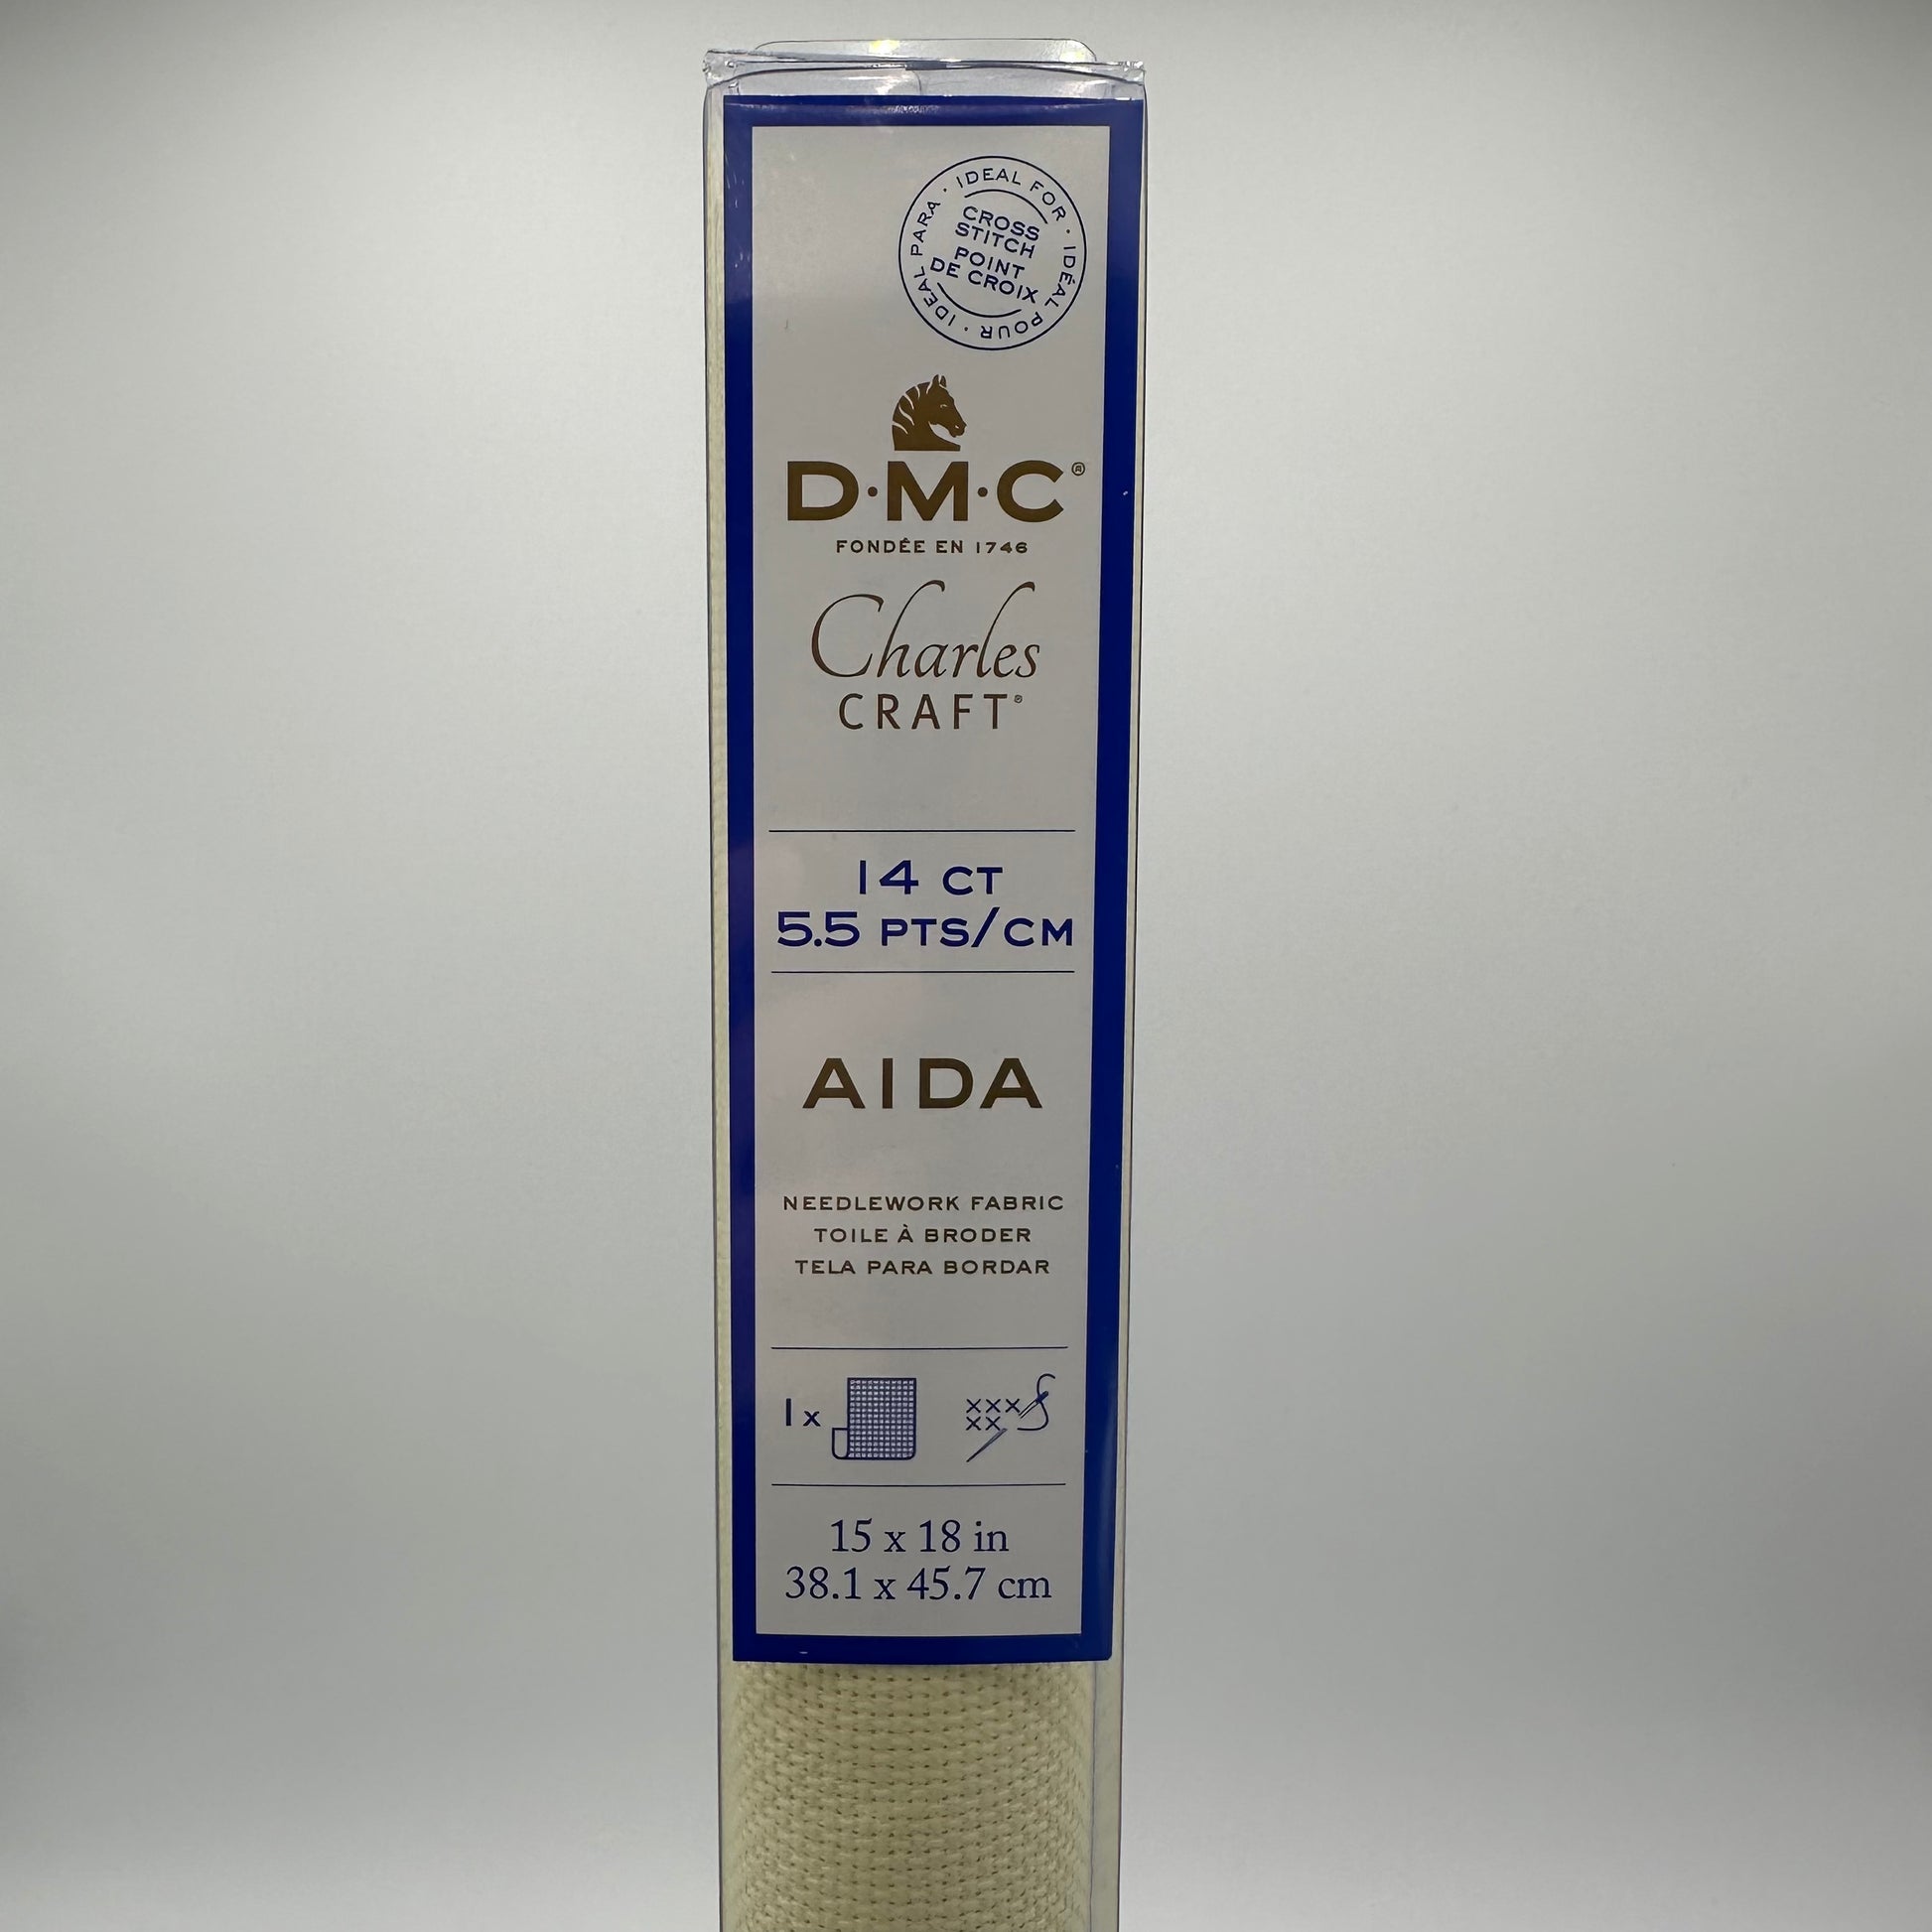 · IDEAL FOR · IDÉAL POUR · IDEAL PARA
CROSS
STITCH
POINT
DE CROIX
D·M·C®
FONDÉE EN 1746
Charles
CRAFT®
14 CT
5.5 PTS/CM
AIDA
NEEDLEWORK FABRIC
TOILE À BRODER
TELA PARA BORDAR
1x
15 x 18 in
38.1 x 45.7 cm